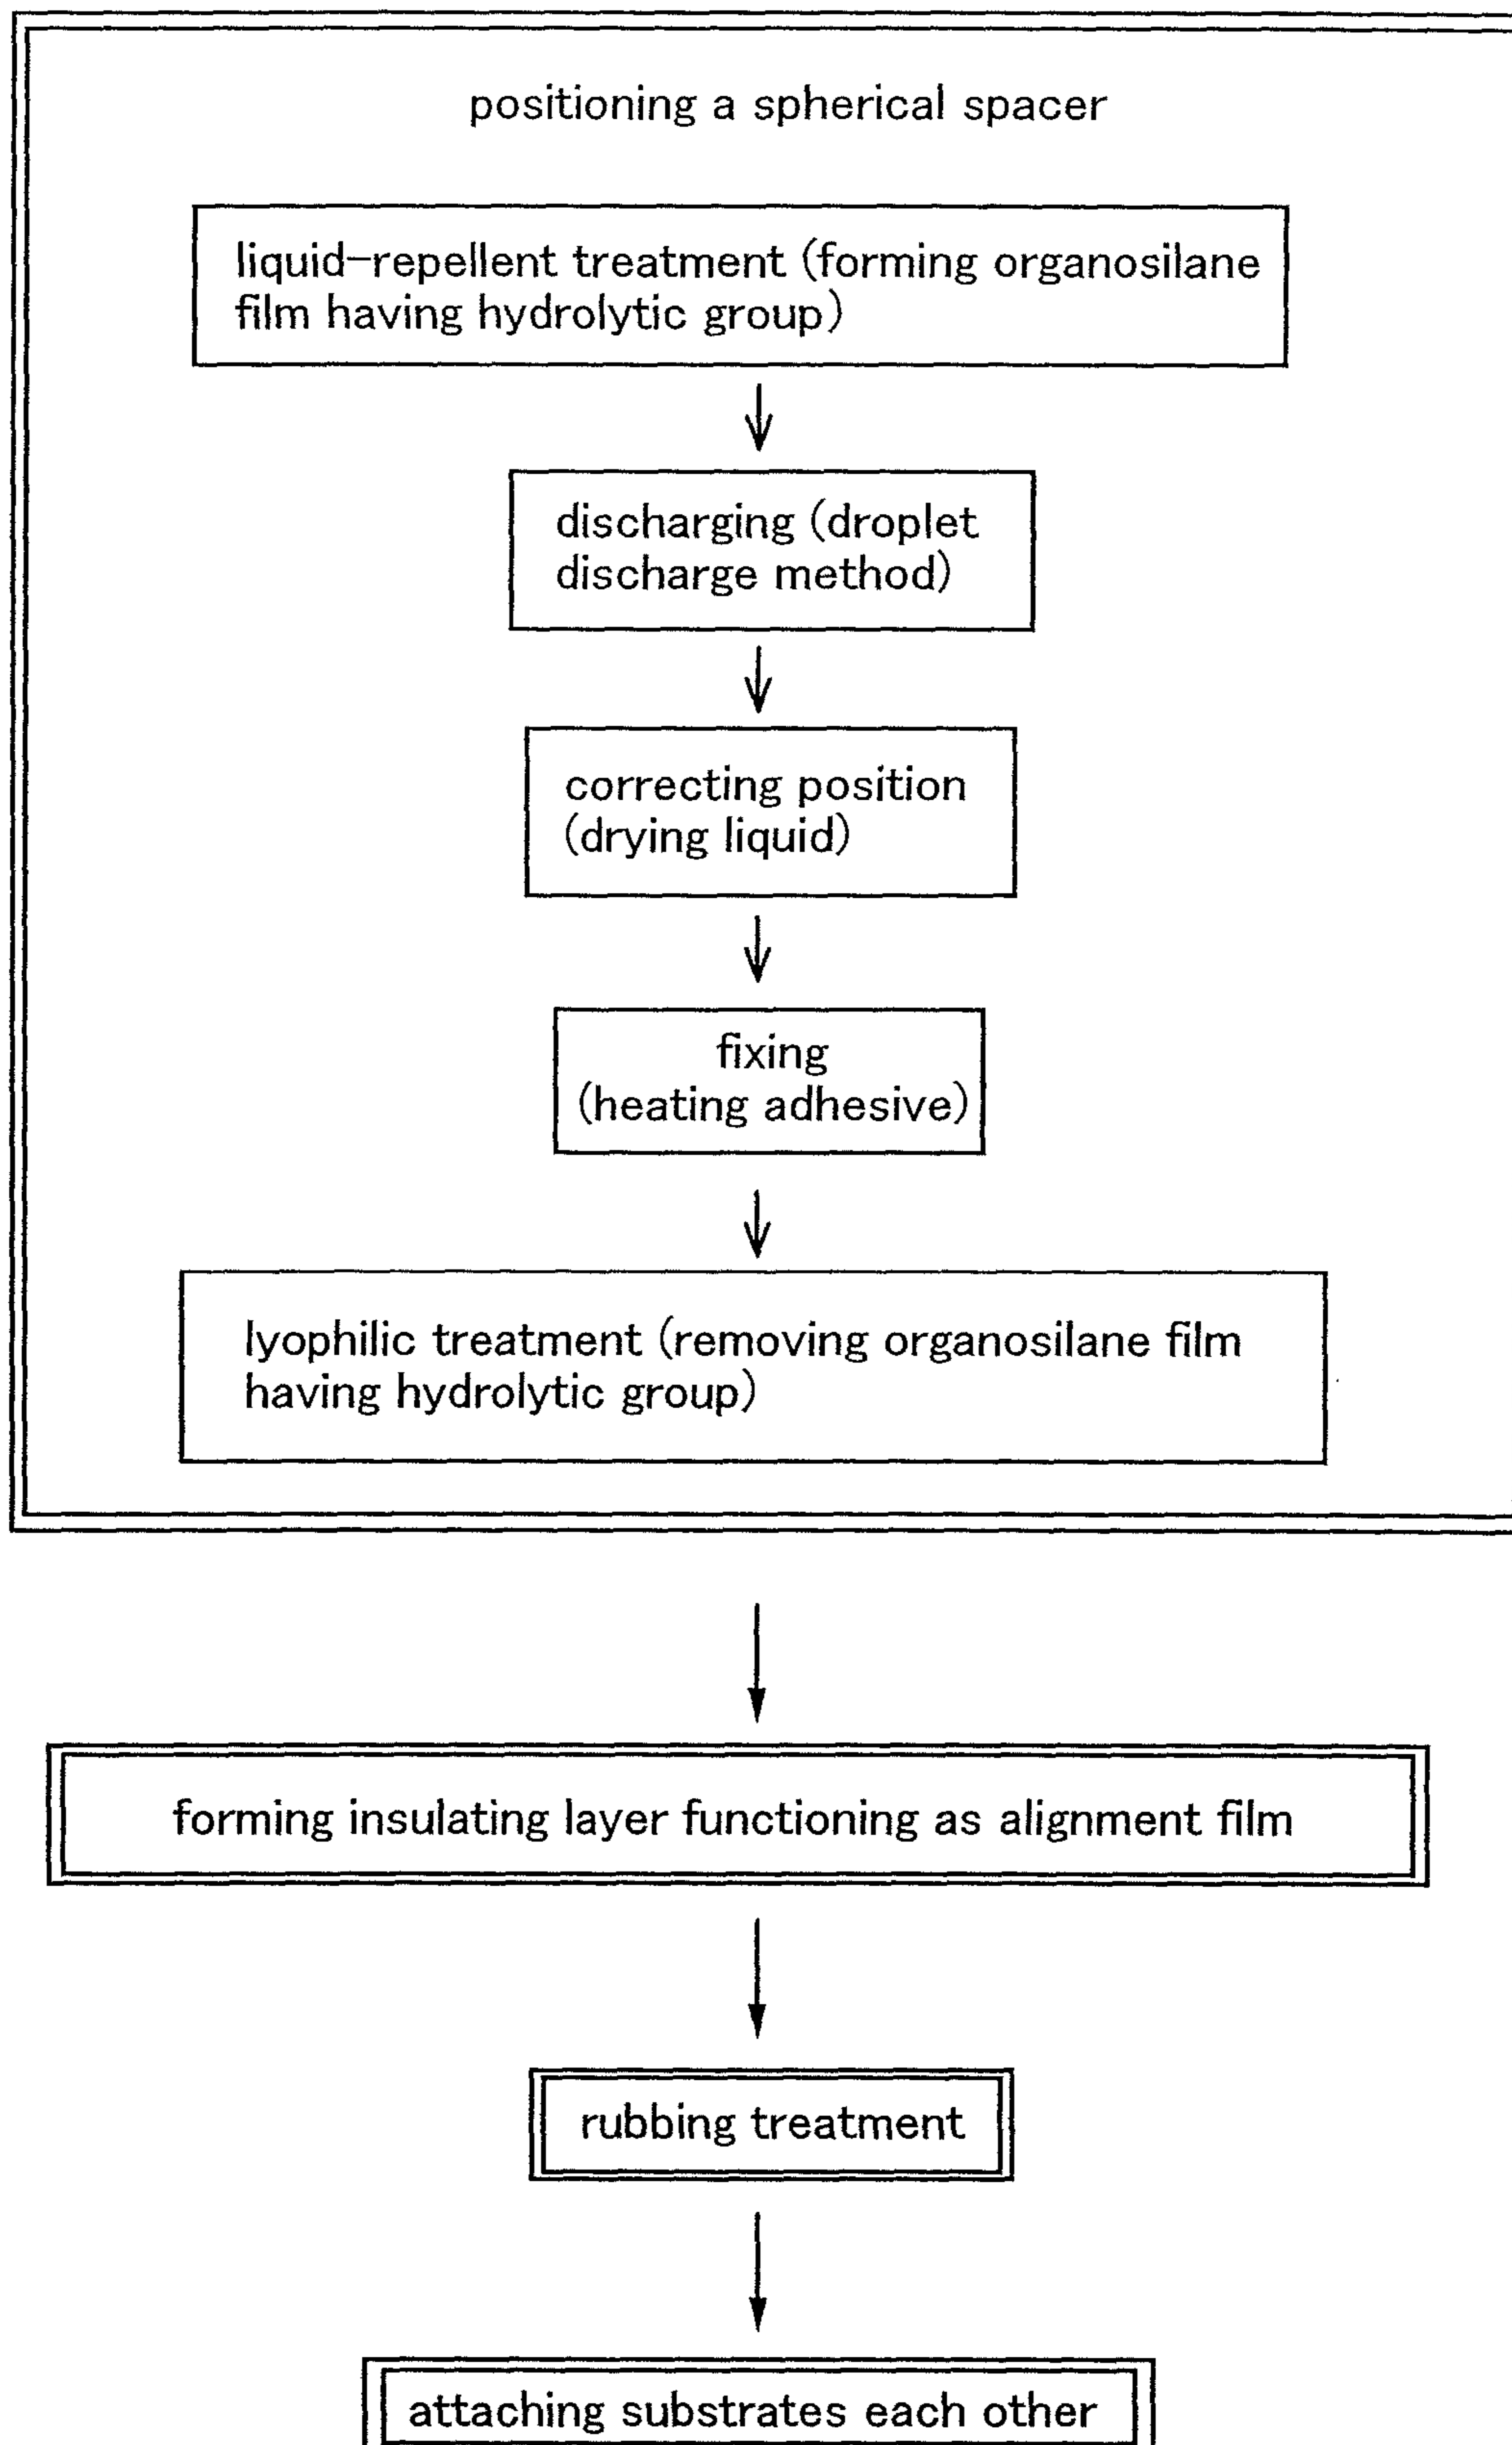 positioning a spherical spacer
liquid-repellent treatment (forming organosilane
film having hydrolytic group)
discharging (droplet
discharge method)
correcting position
(drying liquid)
fixing
(heating adhesive)
lyophilic treatment (removing organosilane film
having hydrolytic group)
forming insulating layer functioning as alignment film
rubbing treatment
attaching substrates each other